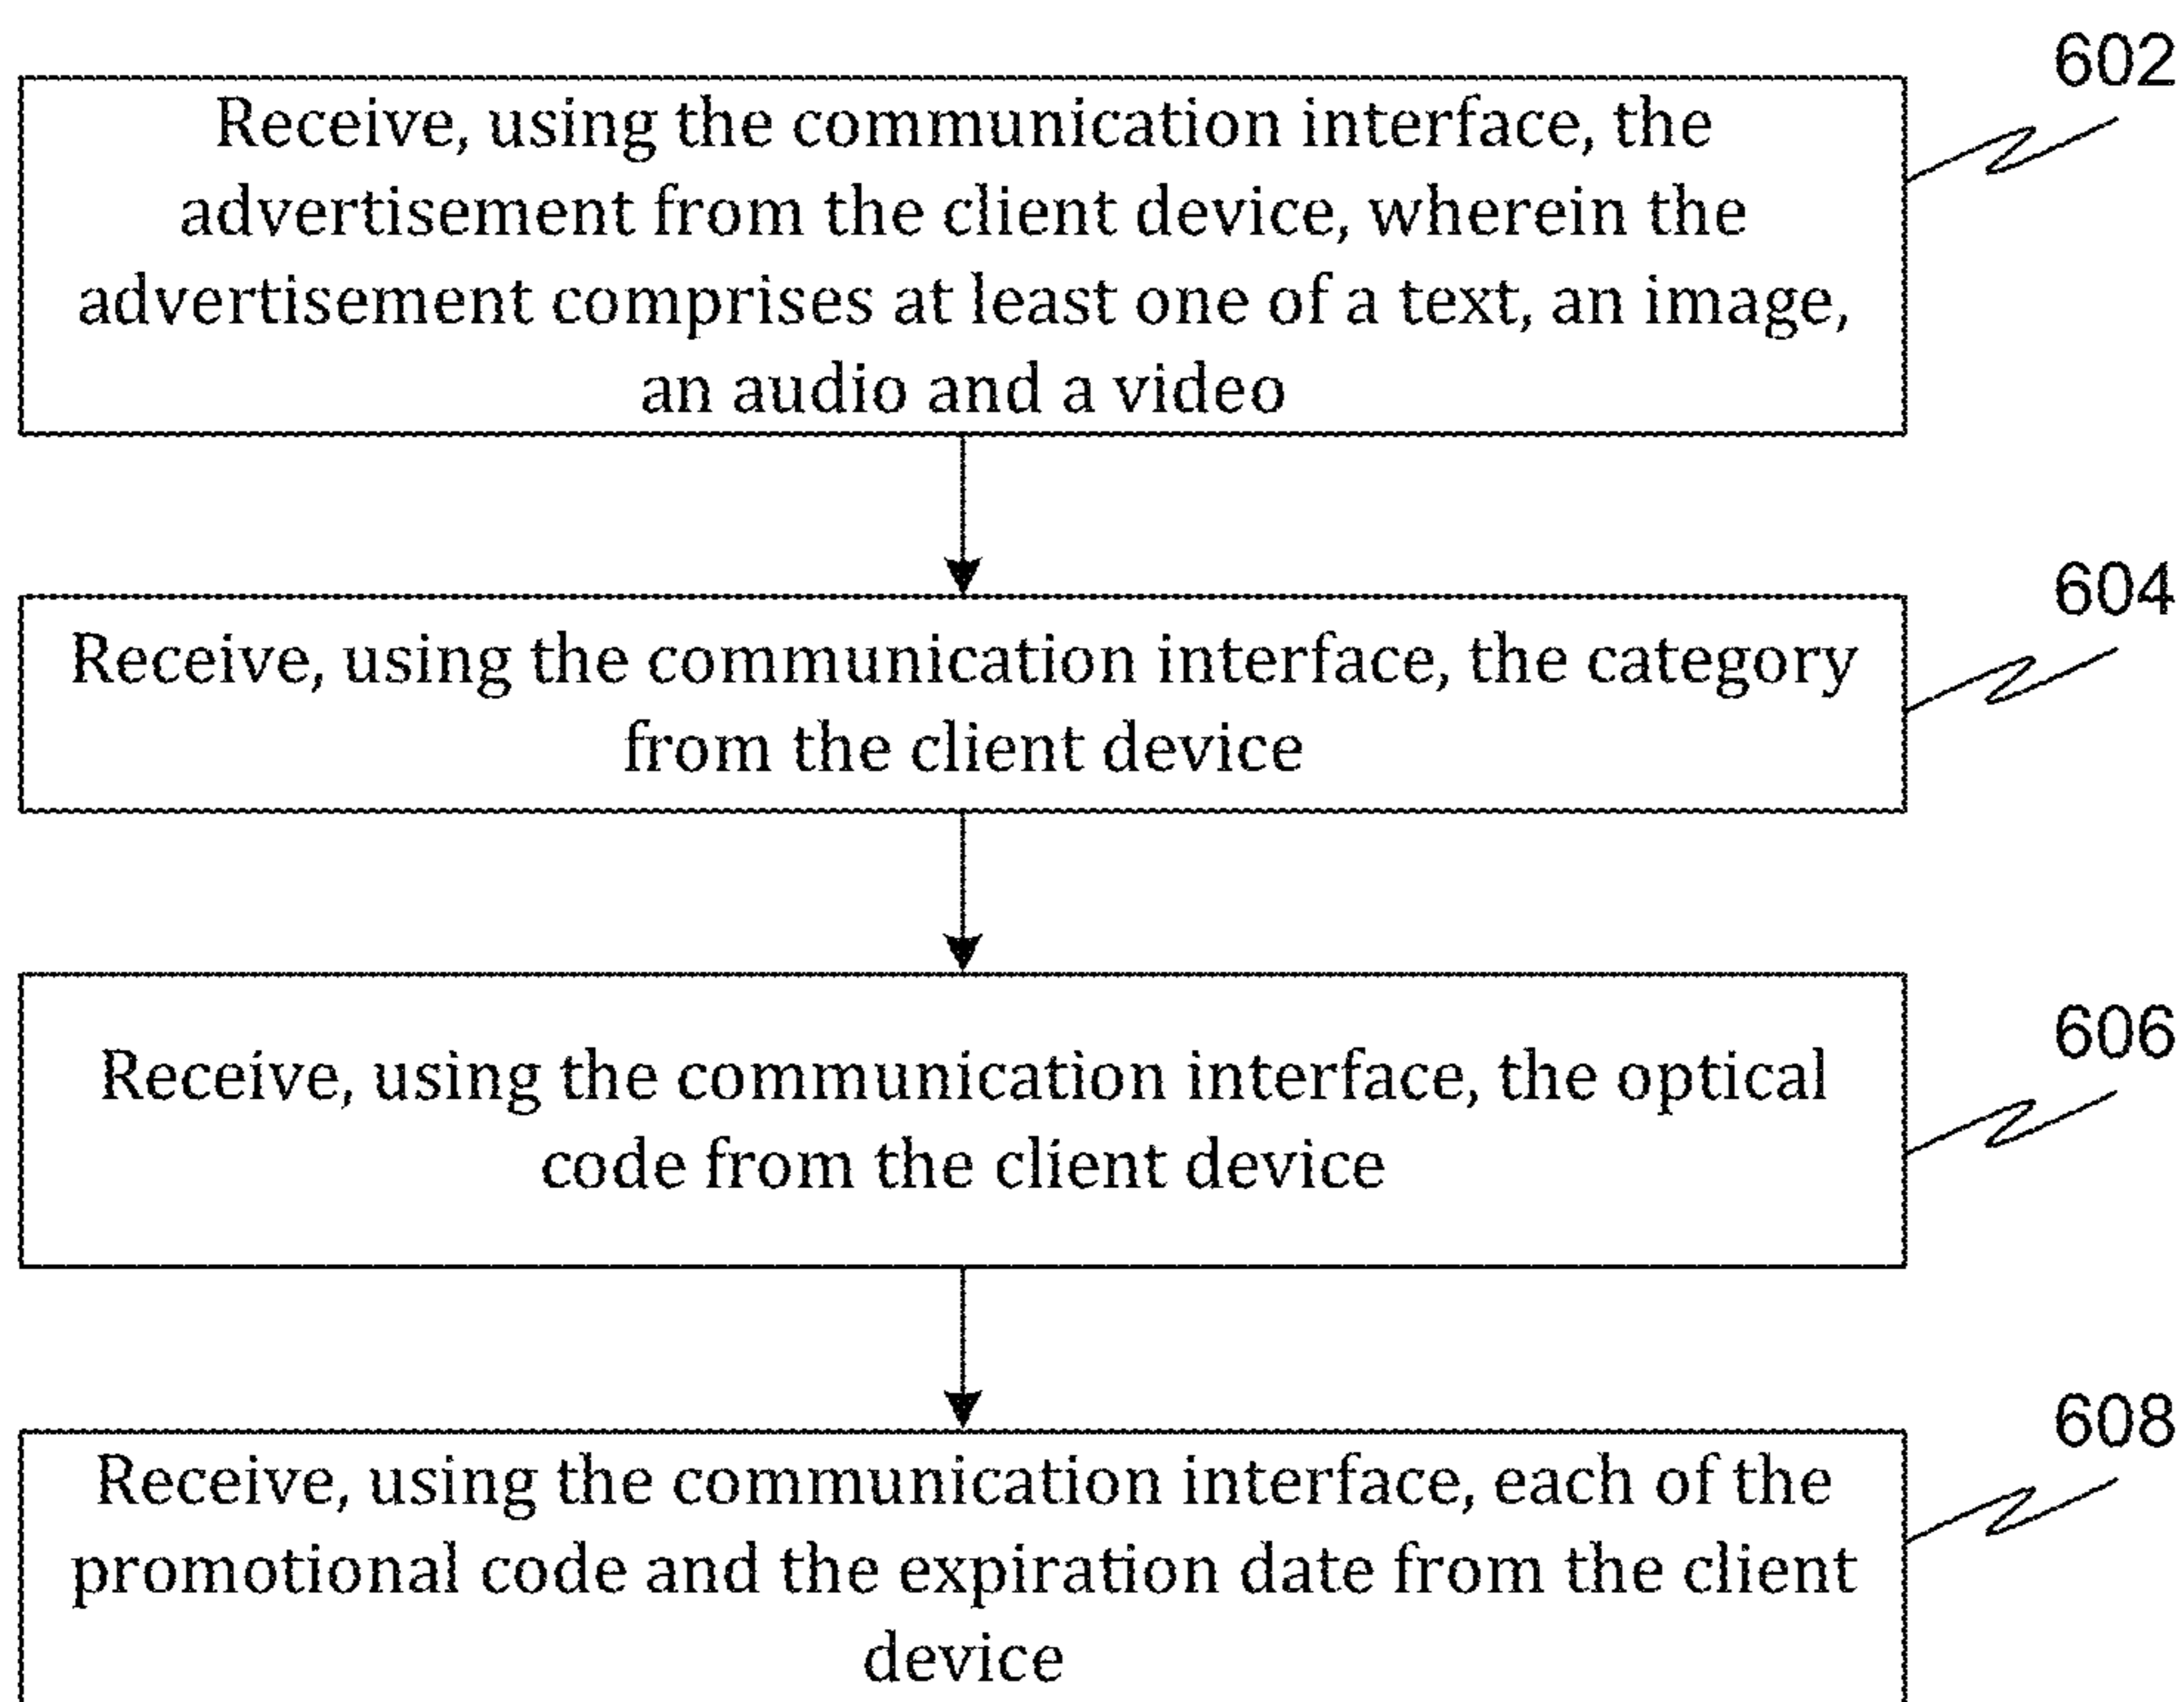 602
Receive, using the communication interface, the
advertisement from the client device, wherein the
advertisement comprises at least one of a text, an image,
an audio and a video
604
Receive, using the communication interface, the category
from the client device
606
Receive, using the communication interface, the optical
code from the client device
608
Receive, using the communication interface, each of the
promotional code and the expiration date from the client
device